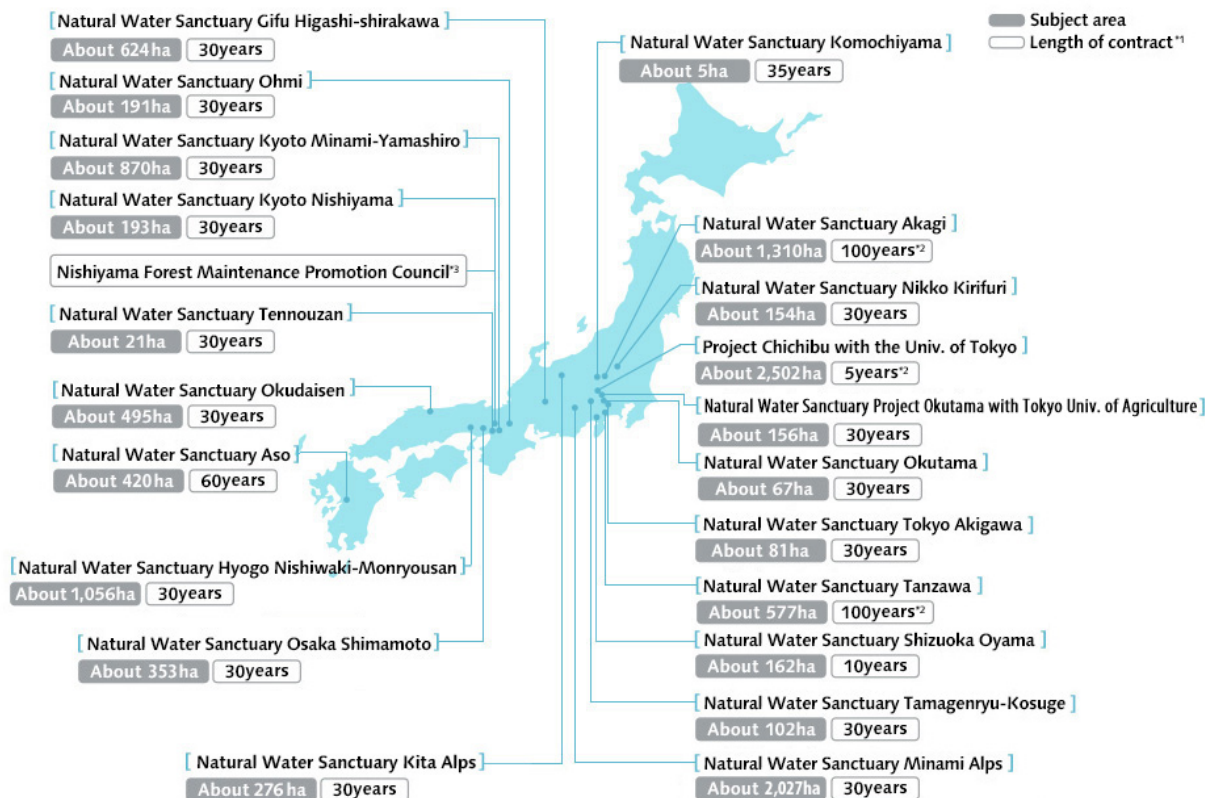 [Natural Water Sanctuary Gifu Higashi-shirakawa]
About 624ha 30years
[Natural Water Sanctuary Ohmi]
About 191ha 30years
[Natural Water Sanctuary Kyoto Minami-Yamashiro]
About 870ha 30years
[Natural Water Sanctuary Kyoto Nishiyama]
About 193ha 30years
Nishiyama Forest Maintenance Promotion Council*3
[Natural Water Sanctuary Tennouzan]
About 21ha 30years
[Natural Water Sanctuary Okudaisen]
About 495ha 30years
[Natural Water Sanctuary Aso]
About 420ha 60years
[Natural Water Sanctuary Hyogo Nishiwaki-Monryousan]
About 1,056ha 30years
[Natural Water Sanctuary Osaka Shimamoto]
About 353ha 30years
[Natural Water Sanctuary Kita Alps]
About 276ha 30years
Subject area
Length of contract*1
[Natural Water Sanctuary Komochiyama]
About 5ha 35years
[Natural Water Sanctuary Akagi]
About 1,310ha 100years*2
[Natural Water Sanctuary Nikko Kirifuri]
About 154ha 30years
[Project Chichibu with the Univ. of Tokyo]
About 2,502ha 5years*2
[Natural Water Sanctuary Project Okutama with Tokyo Univ. of Agriculture]
About 156ha 30years
[Natural Water Sanctuary Okutama]
About 67ha 30years
[Natural Water Sanctuary Tokyo Akigawa]
About 81ha 30years
[Natural Water Sanctuary Tanzawa]
About 577ha 100years*2
[Natural Water Sanctuary Shizuoka Oyama]
About 162ha 10years
[Natural Water Sanctuary Tamagenryu-Kosuge]
About 102ha 30years
[Natural Water Sanctuary Minami Alps]
About 2,027ha 30years